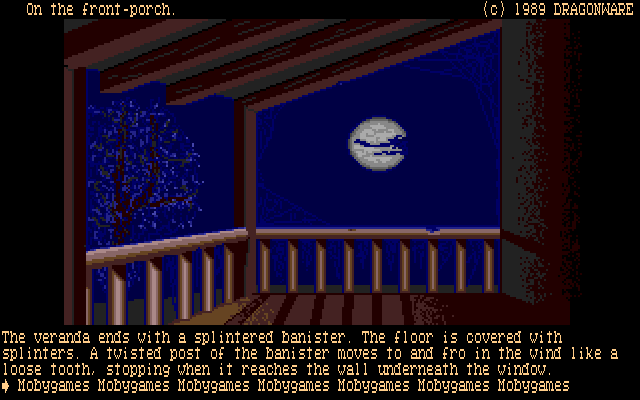 On the front-porch. (c) 1989 DRAGONWARE
The veranda ends with a splintered banister. The floor is covered with
splinters. A twisted post of the banister moves to and fro in the wind like a
loose tooth, stopping when it reaches the wall underneath the window.
Mobygames Mobygames Mobygames Mobygames Mobygames Mobygames Mobygames